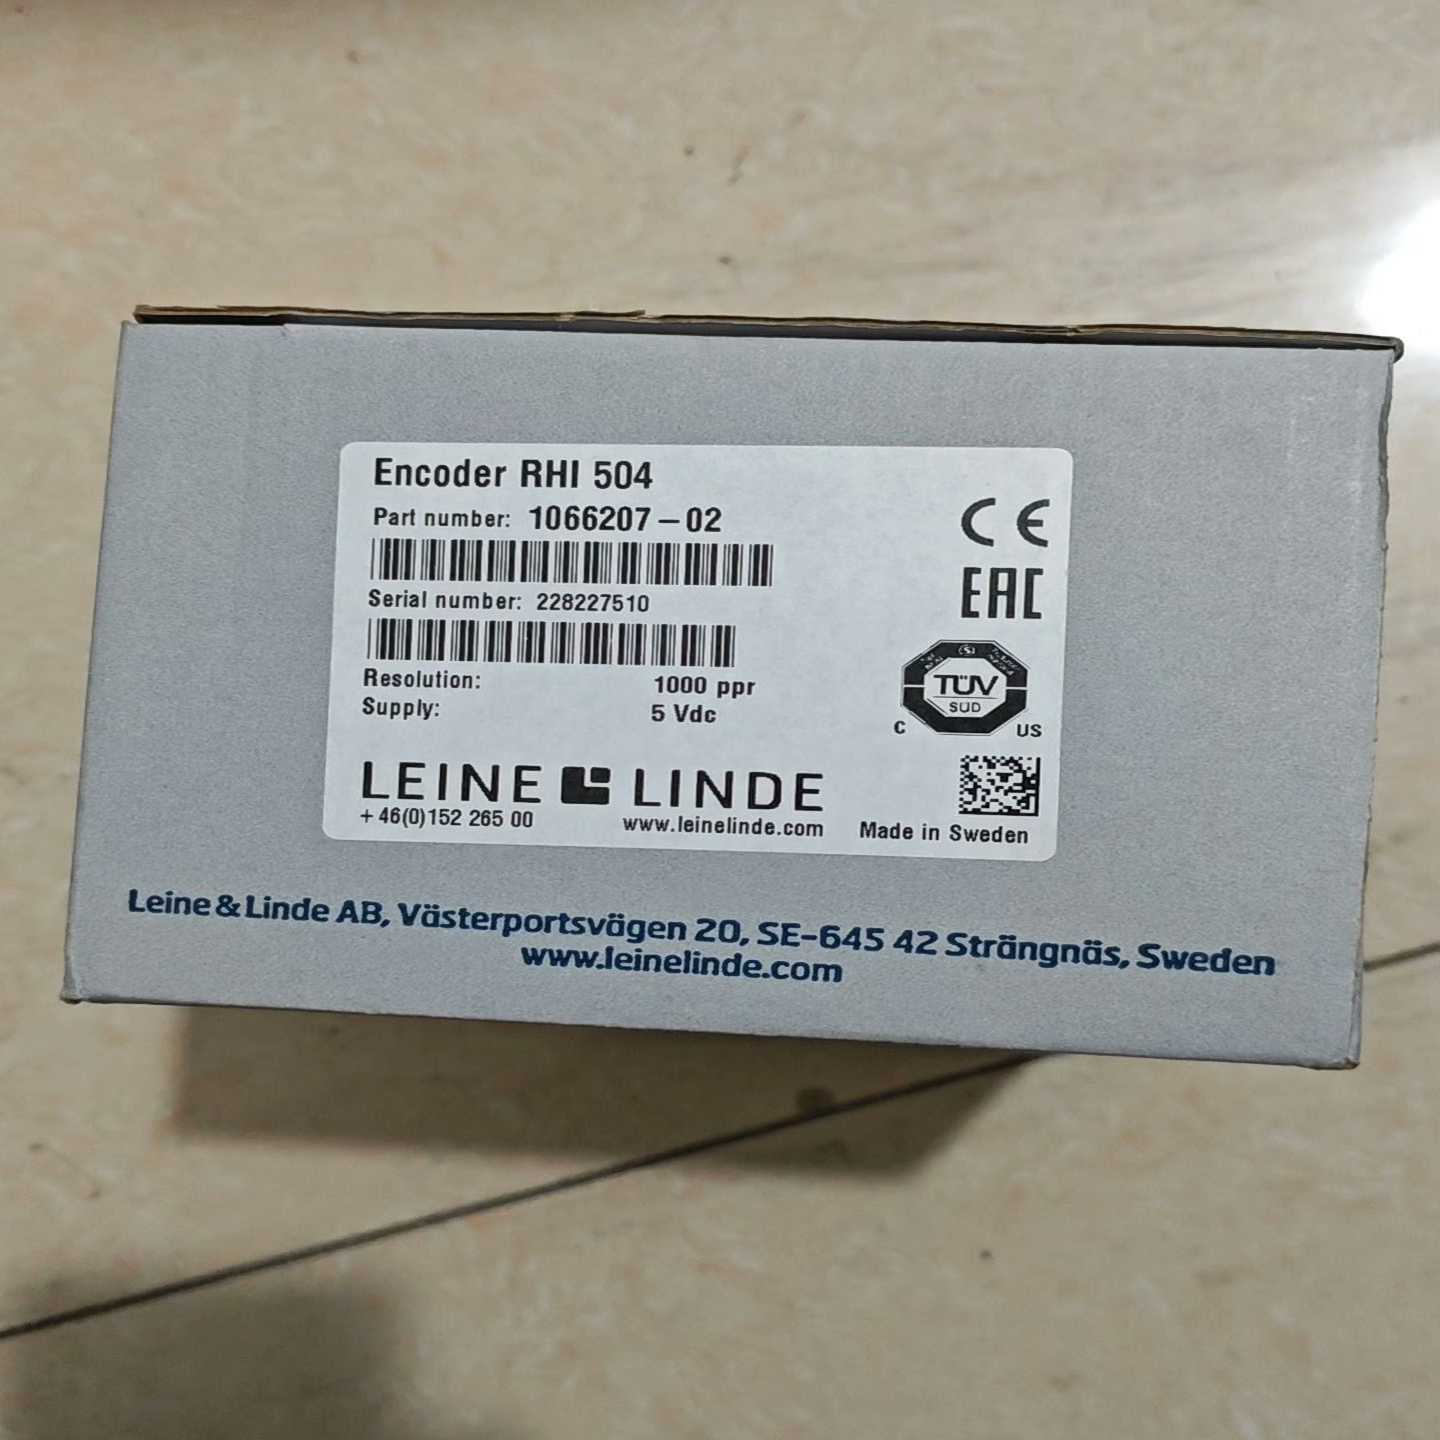 Encoder RHI 504
Part number: 1066207-02
Serial number: 228227510
Resolution: 1000 ppr
Supply: 5 Vdc
CE
EAC
TÜV
SÜD
C US
LEINE LINDE
+46(0)152 265 00
www.leinelinde.com
Made in Sweden
Leine & Linde AB, Västerportsvägen 20, SE-645 42 Strängnäs, Sweden
www.leinelinde.com